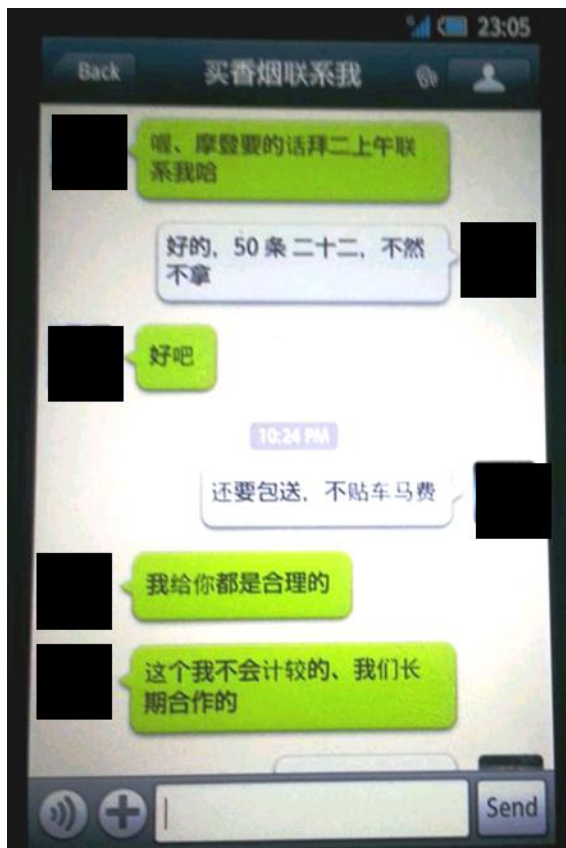 23:05
Back
买香烟联系我
喔、摩登要的话拜二上午联
系我哈
好的，50 条 二十二，不然
不拿
好吧
10:24 PM
还要包送，不贴车马费
我给你都是合理的
这个我不会计较的、我们长
期合作的
Send